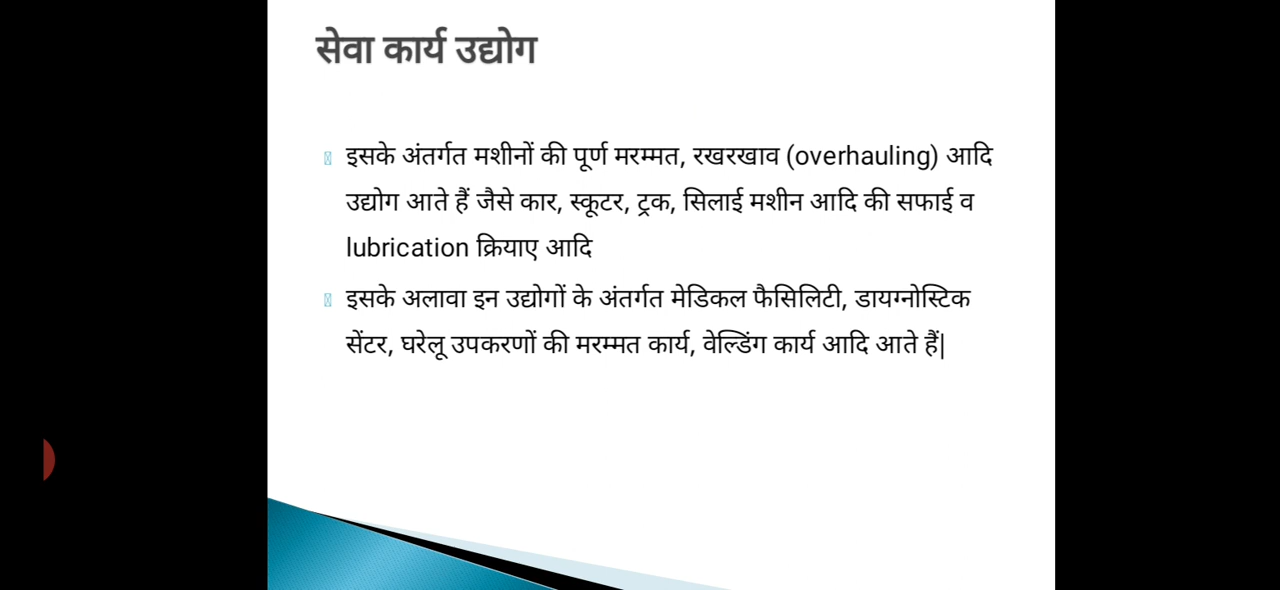 सेवा कार्य उद्योग
इसके अंतर्गत मशीनों की पूर्ण मरम्मत, रखरखाव (overhauling) आदि
उद्योग आते हैं जैसे कार, स्कूटर, ट्रक, सिलाई मशीन आदि की सफाई व
lubrication क्रियाए आदि
इसके अलावा इन उद्योगों के अंतर्गत मेडिकल फैसिलिटी, डायग्नोस्टिक
सेंटर, घरेलू उपकरणों की मरम्मत कार्य, वेल्डिंग कार्य आदि आते हैं|